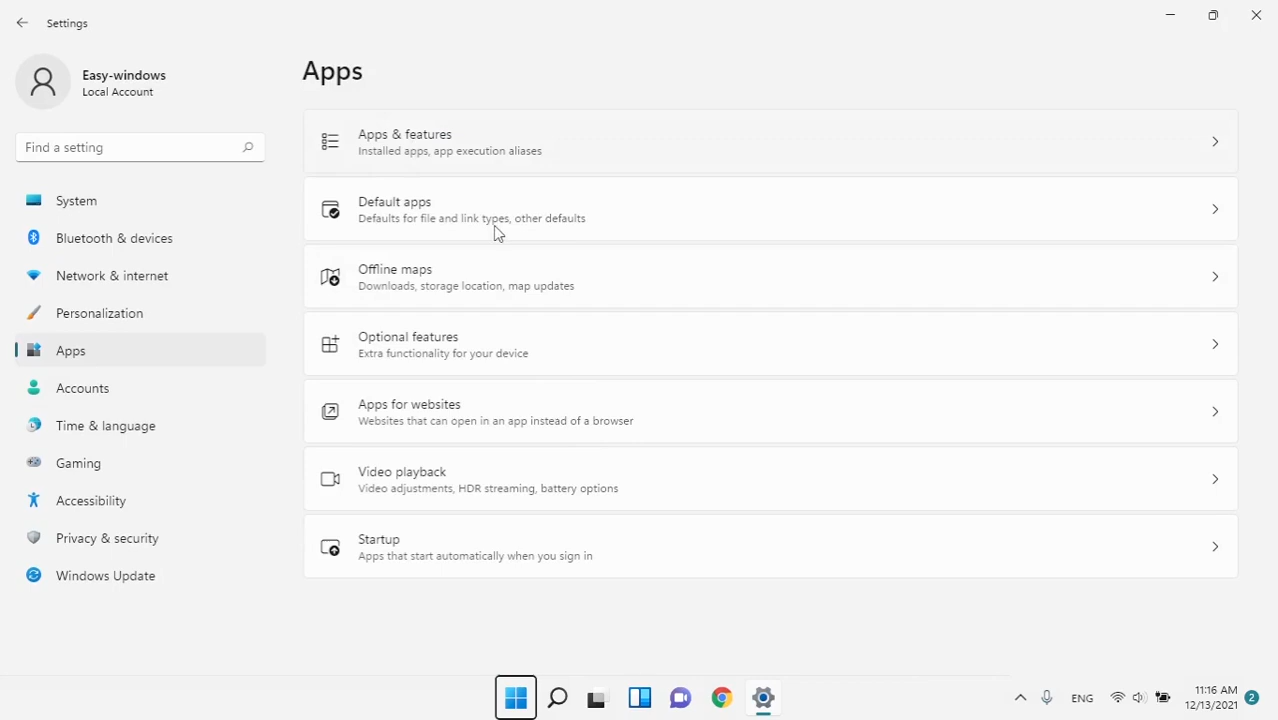 Settings
Easy-windows
Local Account
Find a setting
System
Bluetooth & devices
Network & internet
Personalization
Apps
Accounts
Time & language
Gaming
Accessibility
Privacy & security
Windows Update
Apps
Apps & features
Installed apps, app execution aliases
Default apps
Defaults for file and link types, other defaults
Offline maps
Downloads, storage location, map updates
Optional features
Extra functionality for your device
Apps for websites
Websites that can open in an app instead of a browser
Video playback
Video adjustments, HDR streaming, battery options
Startup
Apps that start automatically when you sign in
ENG
11:16 AM
12/13/2021
2